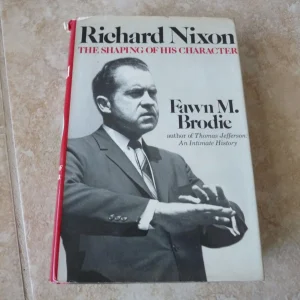 Richard Nixon
THE SHAPING OF HIS CHARACTER
Fawn M.
Brodie
author of Thomas Jefferson
An Intimate History